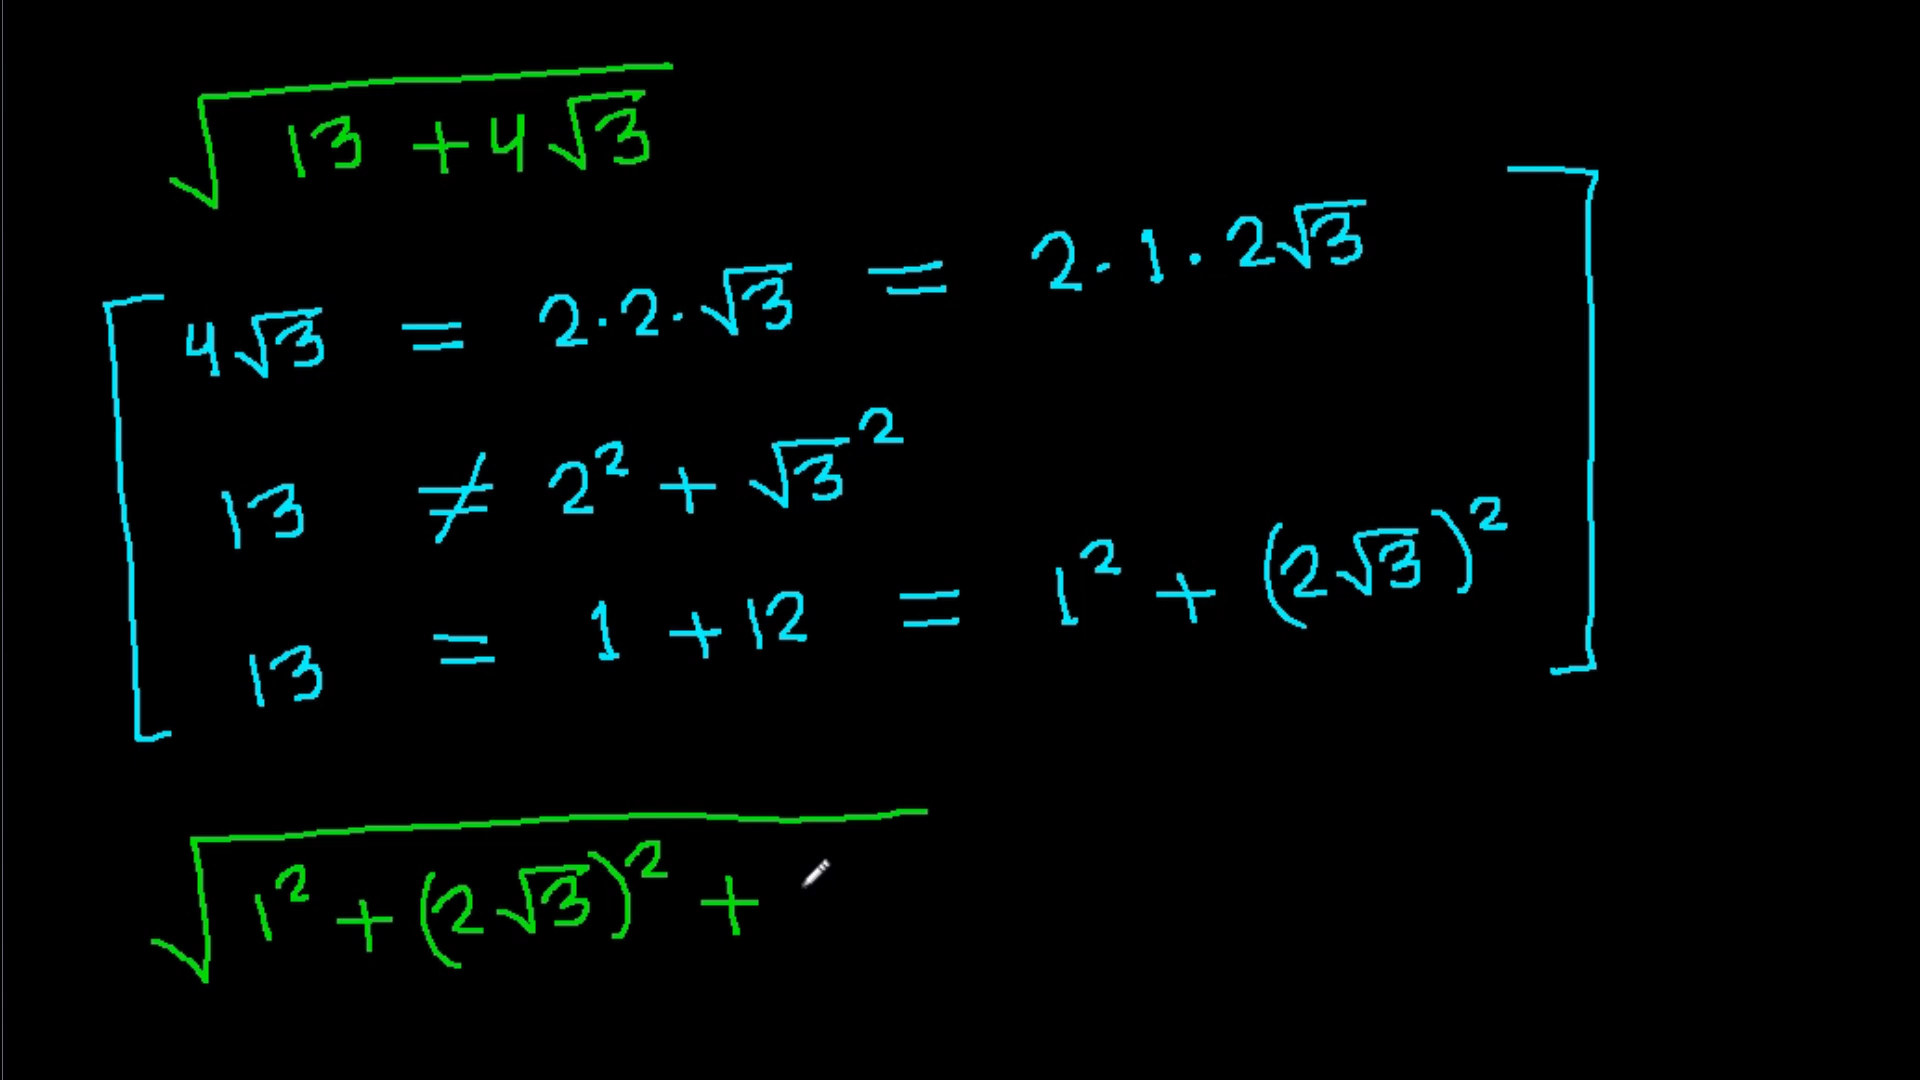 √(13 + 4√3)
4√3 = 2·2·√3 = 2·1·2√3
13 ≠ 2² + √3²
13 = 1 + 12 = 1² + (2√3)²
√(1² + (2√3)² +